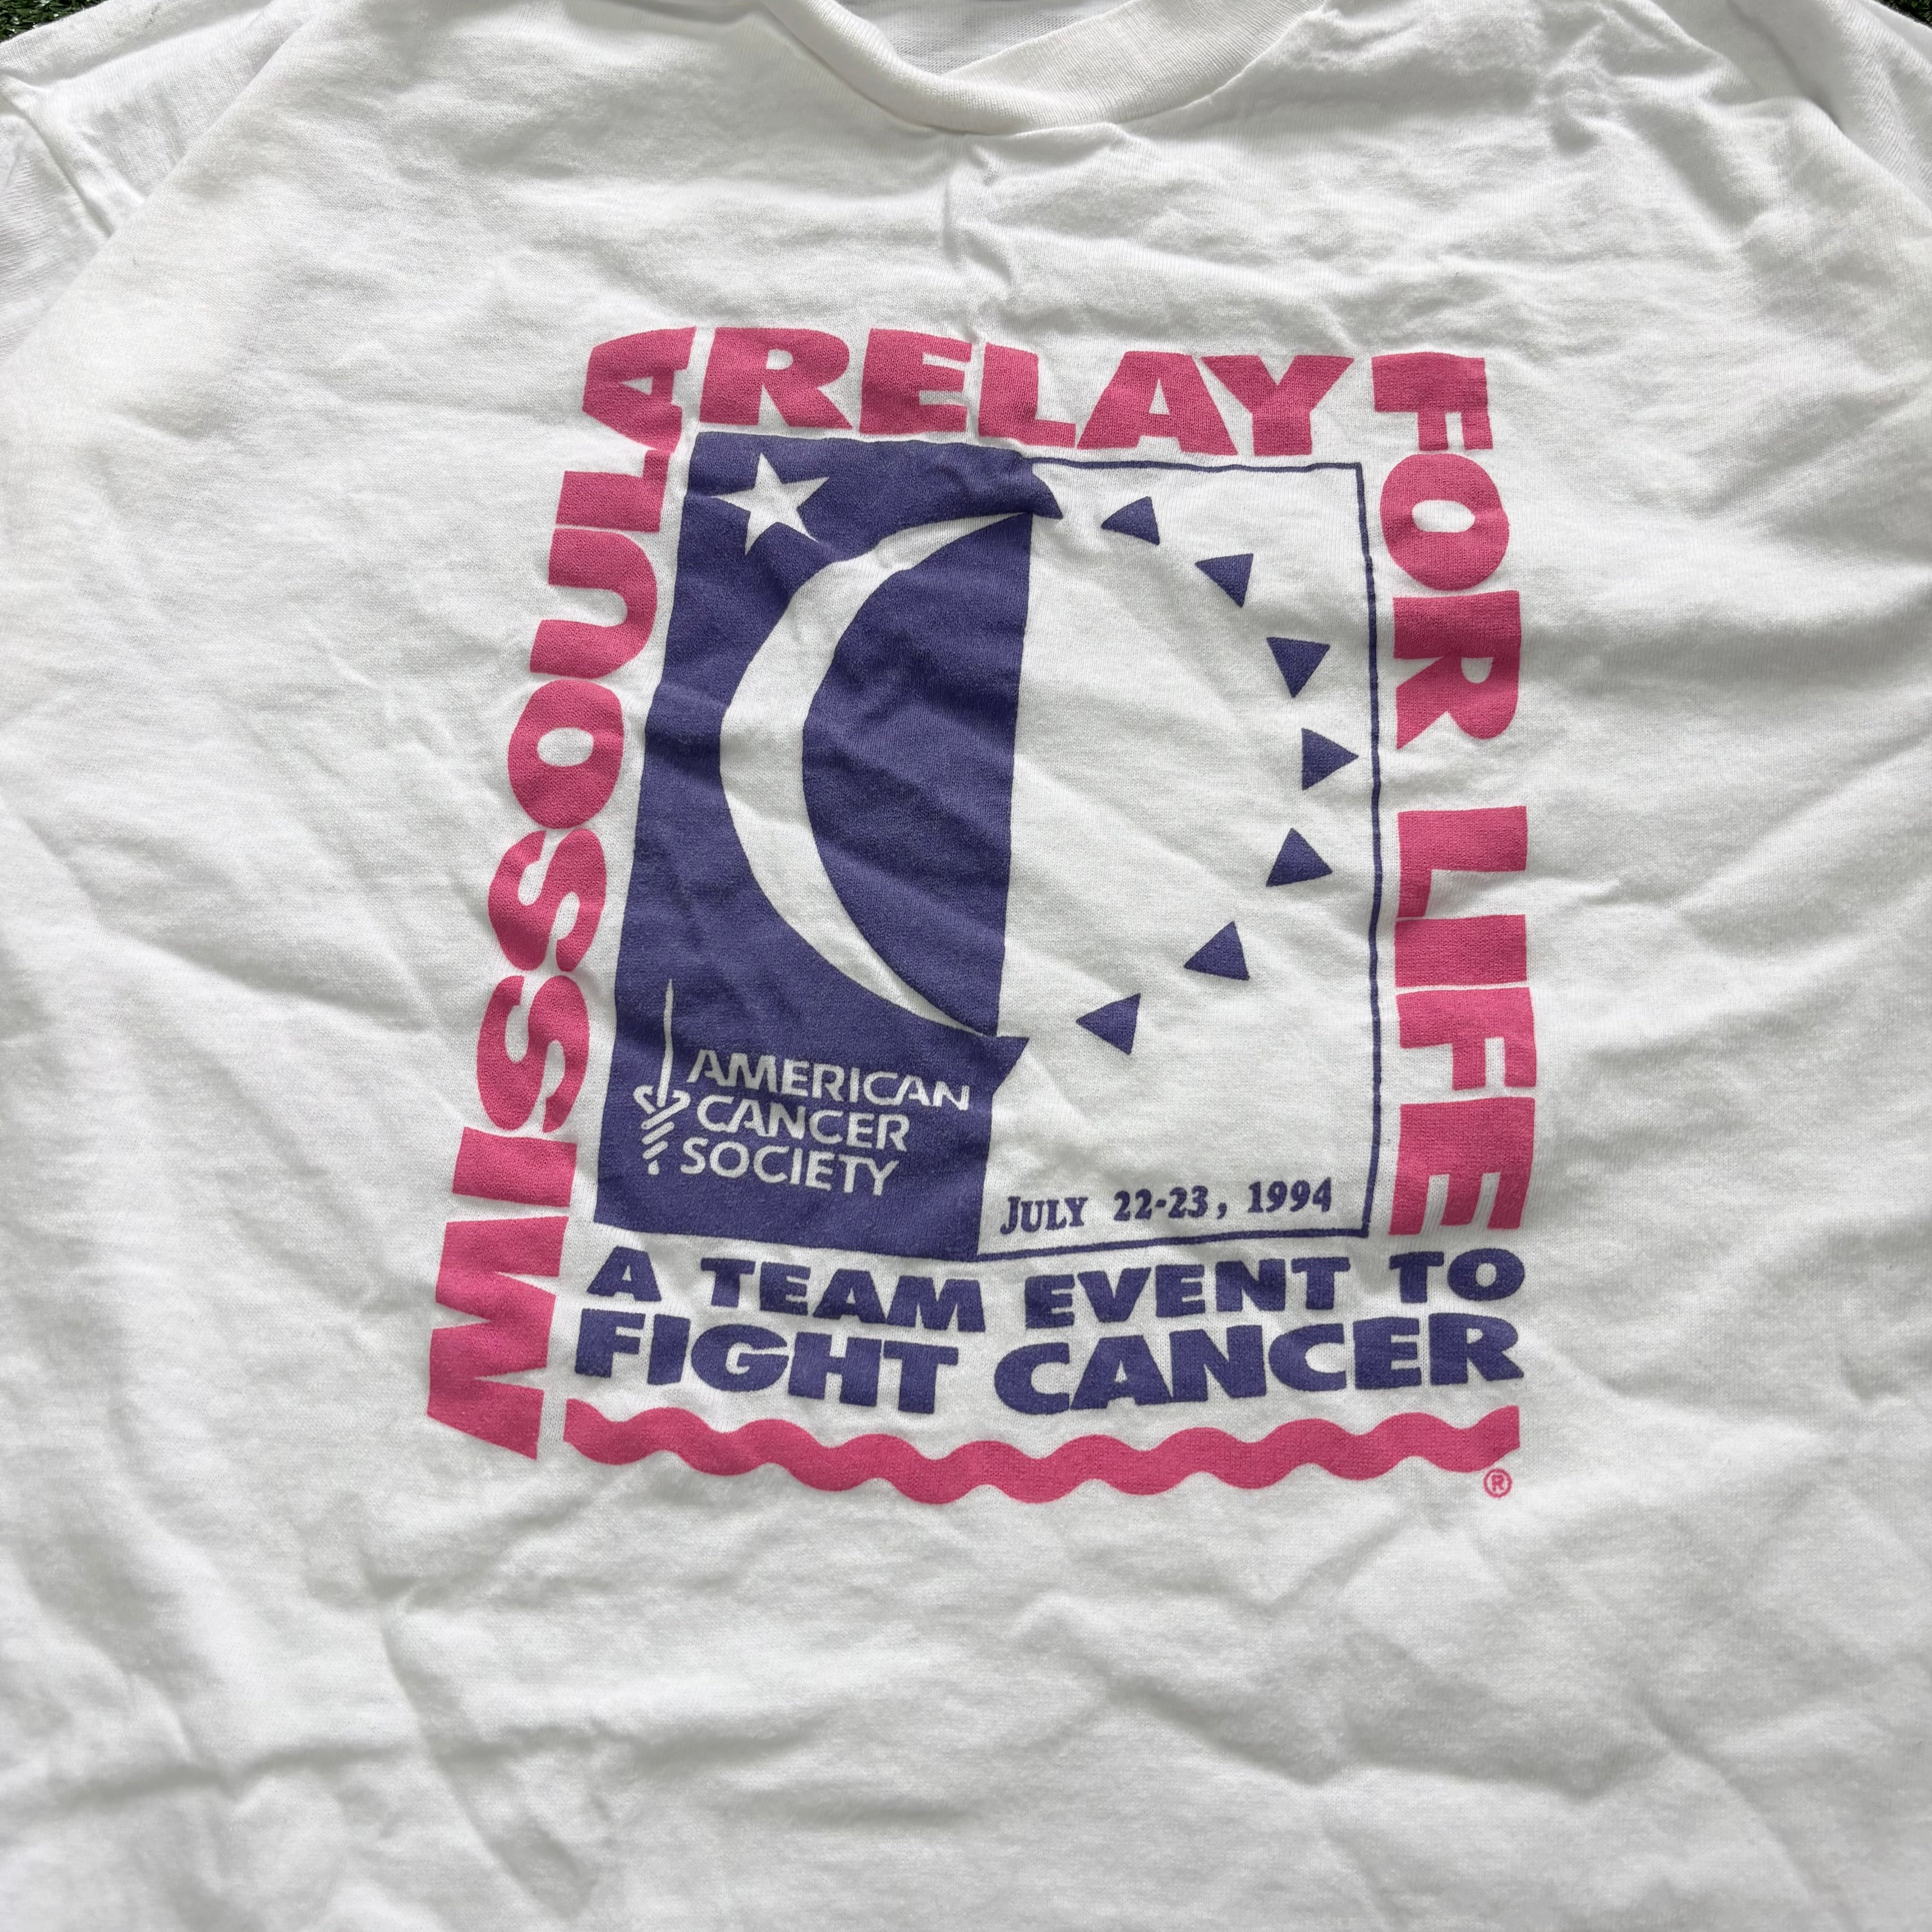 MISSOULA
RELAY
FOR LIFE
AMERICAN
CANCER
SOCIETY
JULY 22-23, 1994
A TEAM EVENT TO
FIGHT CANCER
®